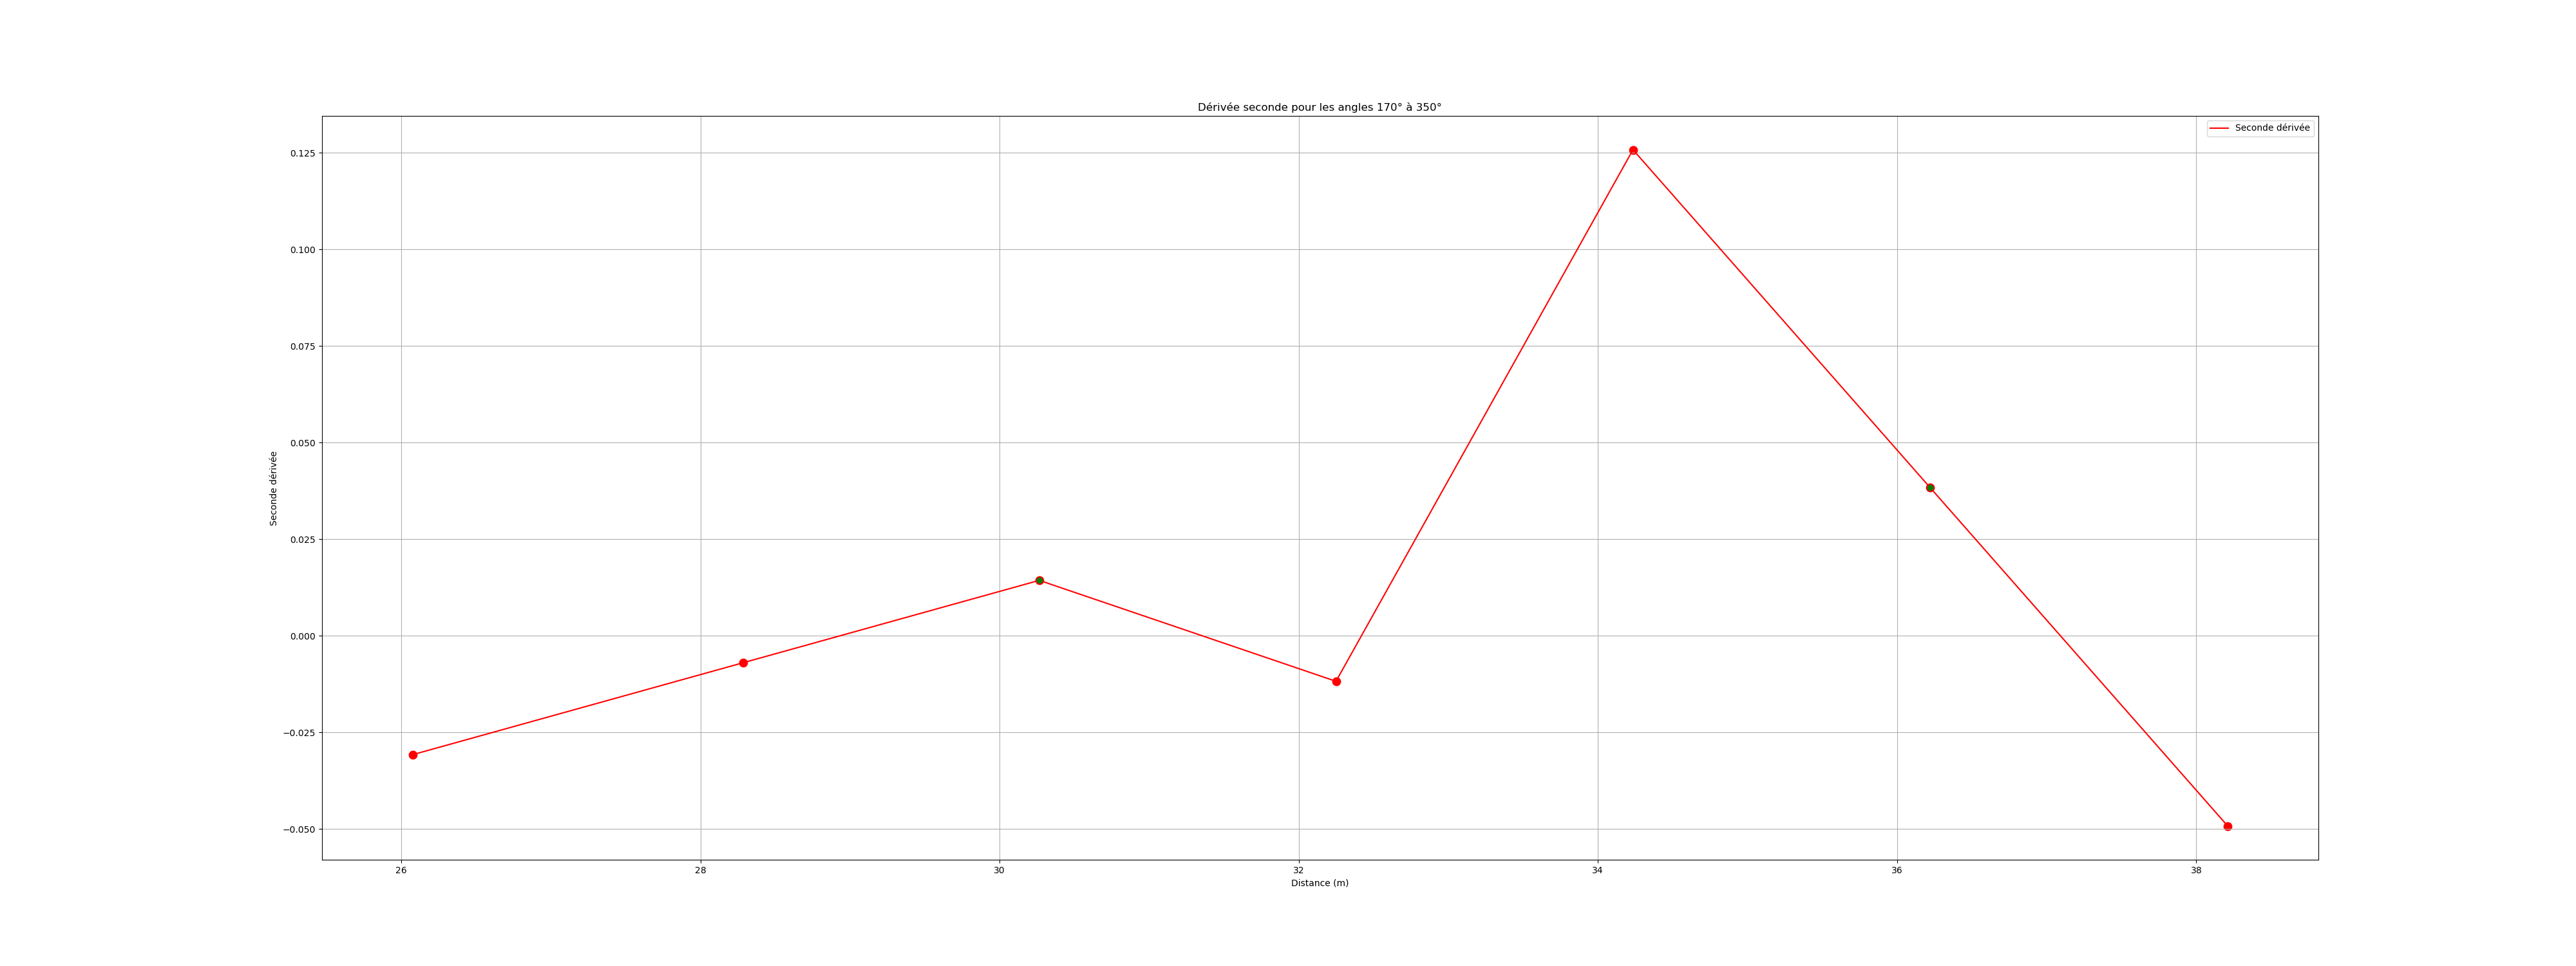 Dérivée seconde pour les angles 170° à 350°
Seconde dérivée
0.125
0.100
0.075
0.050
0.025
0.000
−0.025
−0.050
Seconde dérivée
26 28 30 32 34 36 38
Distance (m)